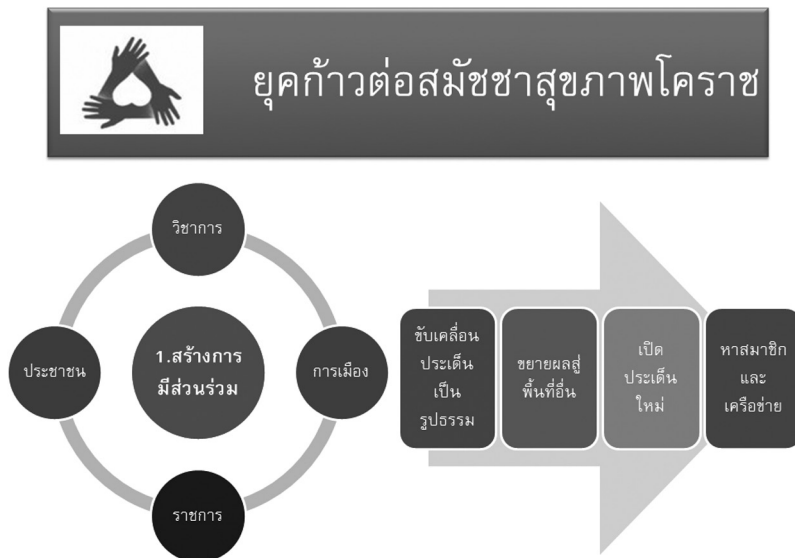 ยุคก้าวต่อสมัชชาสุขภาพโคราช
วิชาการ
ประชาชน
1.สร้างการ
มีส่วนร่วม
การเมือง
ราชการ
ขับเคลื่อน
ประเด็น
เป็น
รูปธรรม
ขยายผลสู่
พื้นที่อื่น
เปิด
ประเด็น
ใหม่
หาสมาชิก
และ
เครือข่าย